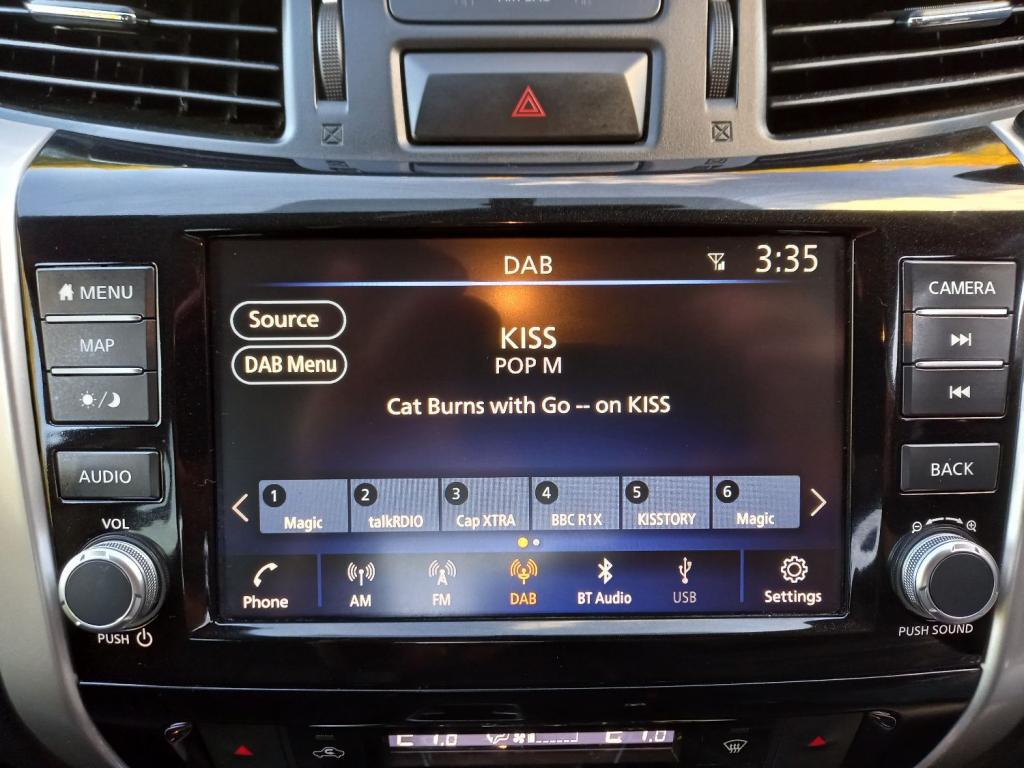 DAB
3:35
MENU
MAP
AUDIO
VOL
PUSH
Source
DAB Menu
KISS
POP M
Cat Burns with Go -- on KISS
1 Magic
2 talkRDIO
3 Cap XTRA
4 BBC R1X
5 KISSTORY
6 Magic
Phone
AM
FM
DAB
BT Audio
USB
Settings
CAMERA
BACK
PUSH SOUND